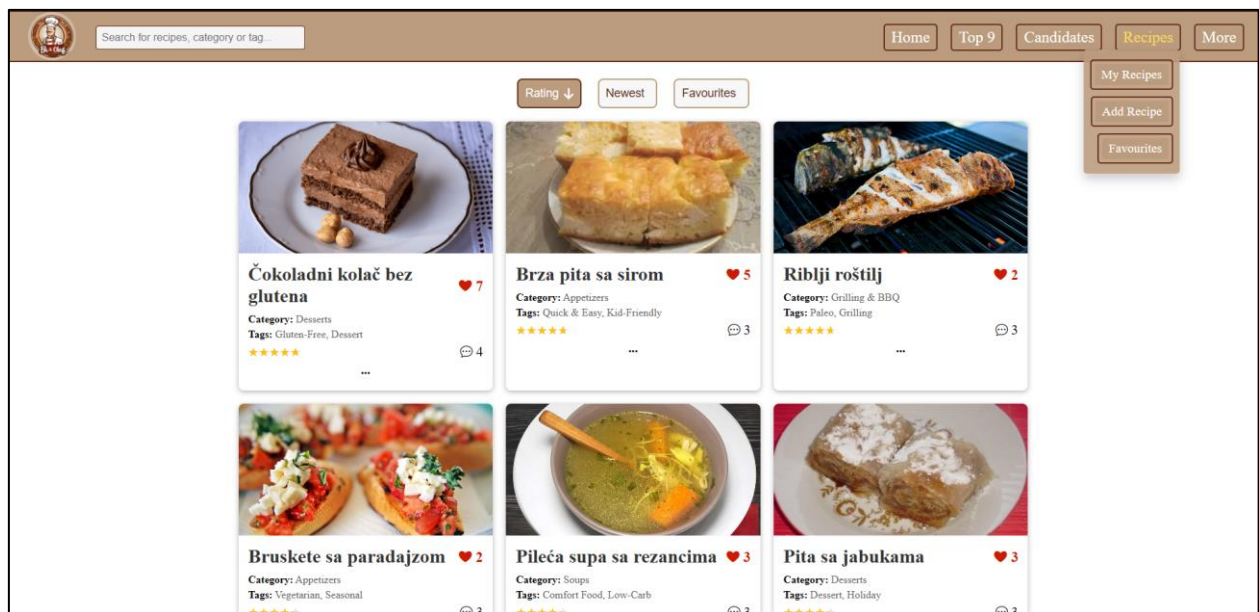 Search for recipes, category or tag...
Home
Top 9
Candidates
Recipes
More
My Recipes
Add Recipe
Favourites
Rating ↓
Newest
Favourites
Čokoladni kolač bez
glutena
7
Category: Desserts
Tags: Gluten-Free, Dessert
4
...
Brza pita sa sirom
5
Category: Appetizers
Tags: Quick & Easy, Kid-Friendly
3
...
Riblji roštilj
2
Category: Grilling & BBQ
Tags: Paleo, Grilling
3
...
Bruskete sa paradajzom
2
Category: Appetizers
Tags: Vegetarian, Seasonal
3
Pileća supa sa rezancima
3
Category: Soups
Tags: Comfort Food, Low-Carb
3
Pita sa jabukama
3
Category: Desserts
Tags: Dessert, Holiday
3